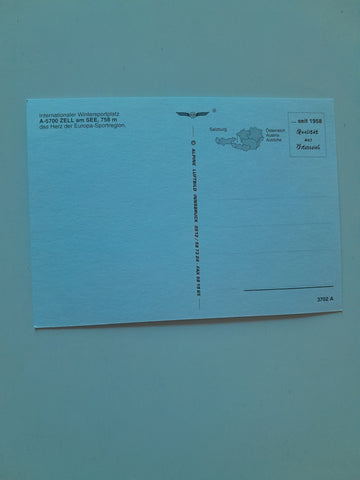 Internationaler Wintersportplatz
A-5700 ZELL am SEE, 758 m
das Herz der Europa-Sportregion.
®
© ALPINE LUFTBILD INNSBRUCK
Salzburg
Österreich
Austria
Autriche
... seit 1958
Qualität
aus
Österreich
3702 A